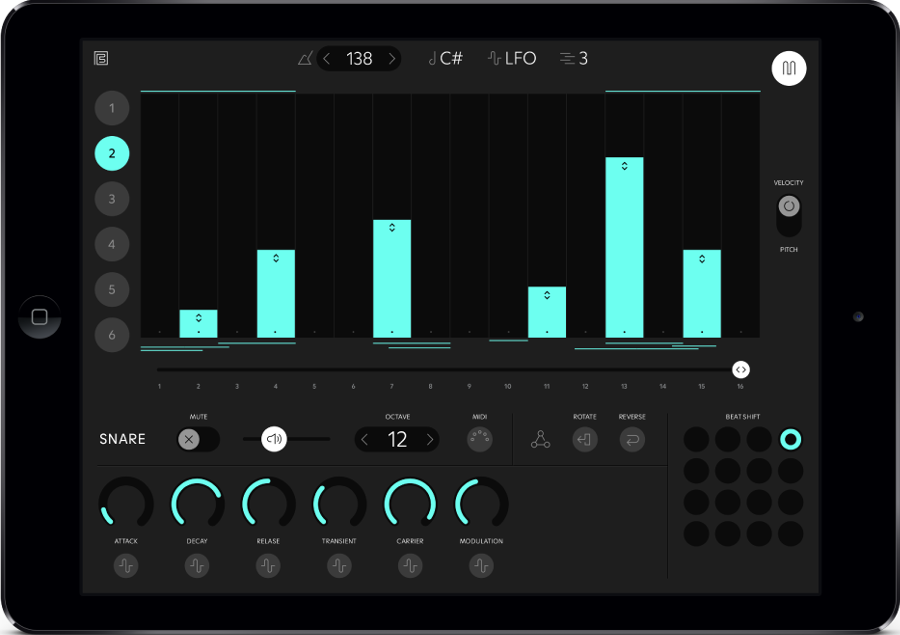 138 C# LFO 3
1
2
3
4
5
6
VELOCITY
PITCH
1 2 3 4 5 6 7 8 9 10 11 12 13 14 15 16
MUTE OCTAVE MIDI ROTATE REVERSE BEAT SHIFT
SNARE 12
ATTACK DECAY RELASE TRANSIENT CARRIER MODULATION